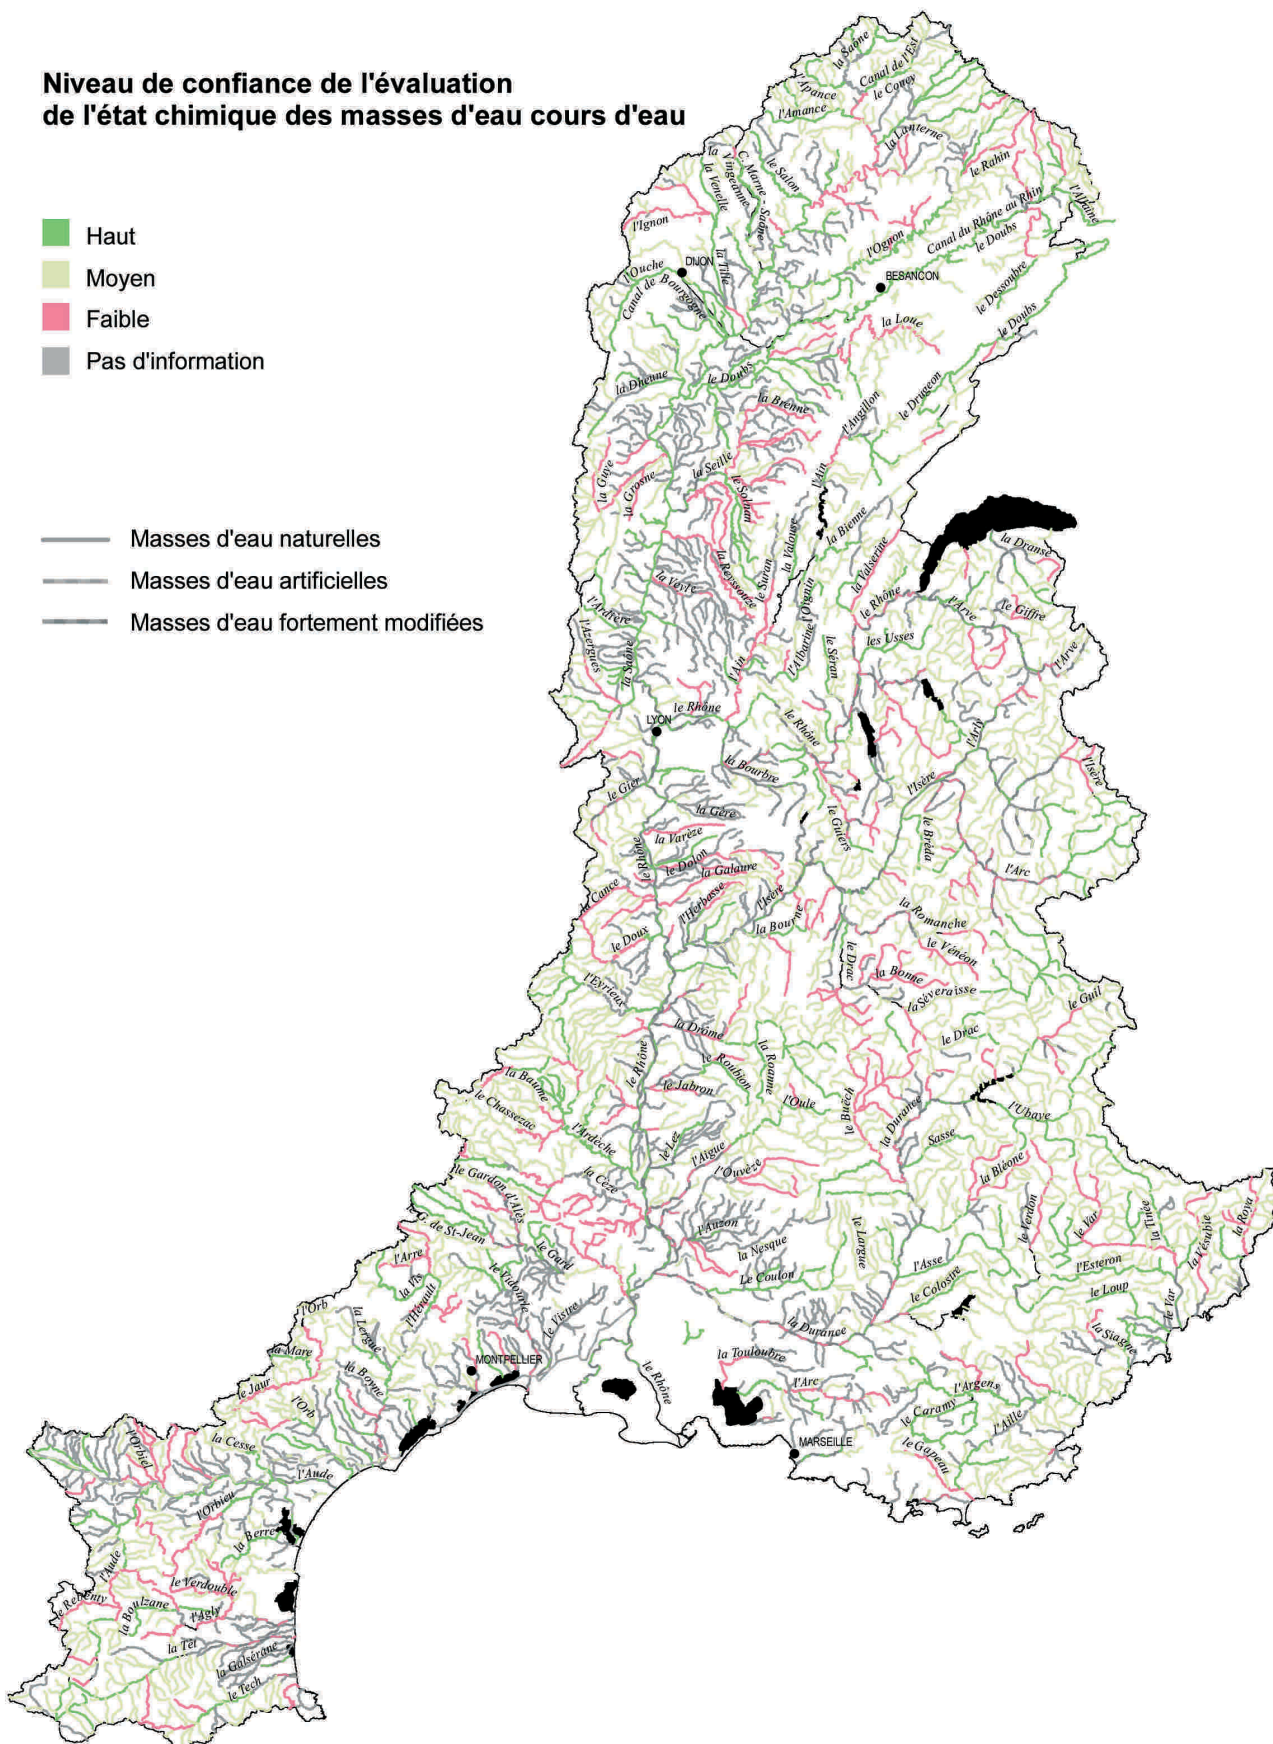 Niveau de confiance de l'évaluation
de l'état chimique des masses d'eau cours d'eau
Haut
Moyen
Faible
Pas d'information
Masses d'eau naturelles
Masses d'eau artificielles
Masses d'eau fortement modifiées
la Saône
Canal de l'Est
l'Apance
le Coney
l'Amance
la Lanterne
le Rahin
la Vingeanne
C. Marne - Saône
le Salon
la Venelle
l'Ignon
l'Allaine
Canal du Rhône au Rhin
l'Ognon
le Doubs
la Tille
DIJON
l'Ouche
Canal de Bourgogne
BESANCON
le Dessoubre
le Doubs
la Loue
la Dheune
le Doubs
le Drugeon
la Brenne
l'Angillon
la Guye
la Grosne
la Seille
le Solnan
l'Ain
la Bienne
la Valouse
la Dranse
la Valserine
le Suran
la Reyssouze
la Veyle
le Rhône
l'Arve
le Giffre
l'Oignin
l'Ardière
l'Azergues
les Usses
l'Arve
l'Albarine
le Séran
la Saône
l'Ain
le Rhône
LYON
le Rhône
l'Arly
la Bourbre
l'Isère
l'Isère
le Gier
la Gère
le Guiers
le Bréda
la Varèze
le Rhône
le Dolon
la Galaure
l'Arc
la Cance
l'Herbasse
l'Isère
la Romanche
la Bourne
le Doux
le Vénéon
le Drac
la Bonne
l'Eyrieux
la Séveraisse
le Guil
la Drôme
le Drac
le Rhône
le Roubion
la Roanne
la Baume
le Jabron
l'Oule
le Buëch
l'Ubaye
le Chassezac
la Durance
l'Ardèche
le Lez
Sasse
l'Aigue
l'Ouvèze
la Bléone
la Cèze
le Gardon d'Alès
le G. de St-Jean
l'Auzon
la Nesque
le Largue
le Verdon
le Var
la Tinée
la Vésubie
la Roya
l'Arre
le Gard
l'Asse
l'Esteron
Le Coulon
le Colostre
le Loup
la Vis
l'Hérault
le Vidourle
le Vistre
le Var
l'Orb
la Lergue
la Durance
la Siagne
la Mare
MONTPELLIER
la Touloubre
le Jaur
la Boyne
le Rhône
l'Arc
l'Argens
l'Orb
le Caramy
l'Aille
la Cesse
l'Orbiel
MARSEILLE
le Gapeau
l'Aude
l'Orbieu
la Berre
l'Aude
le Verdouble
le Rebenty
la Boulzane
l'Agly
la Têt
la Galsérane
le Tech